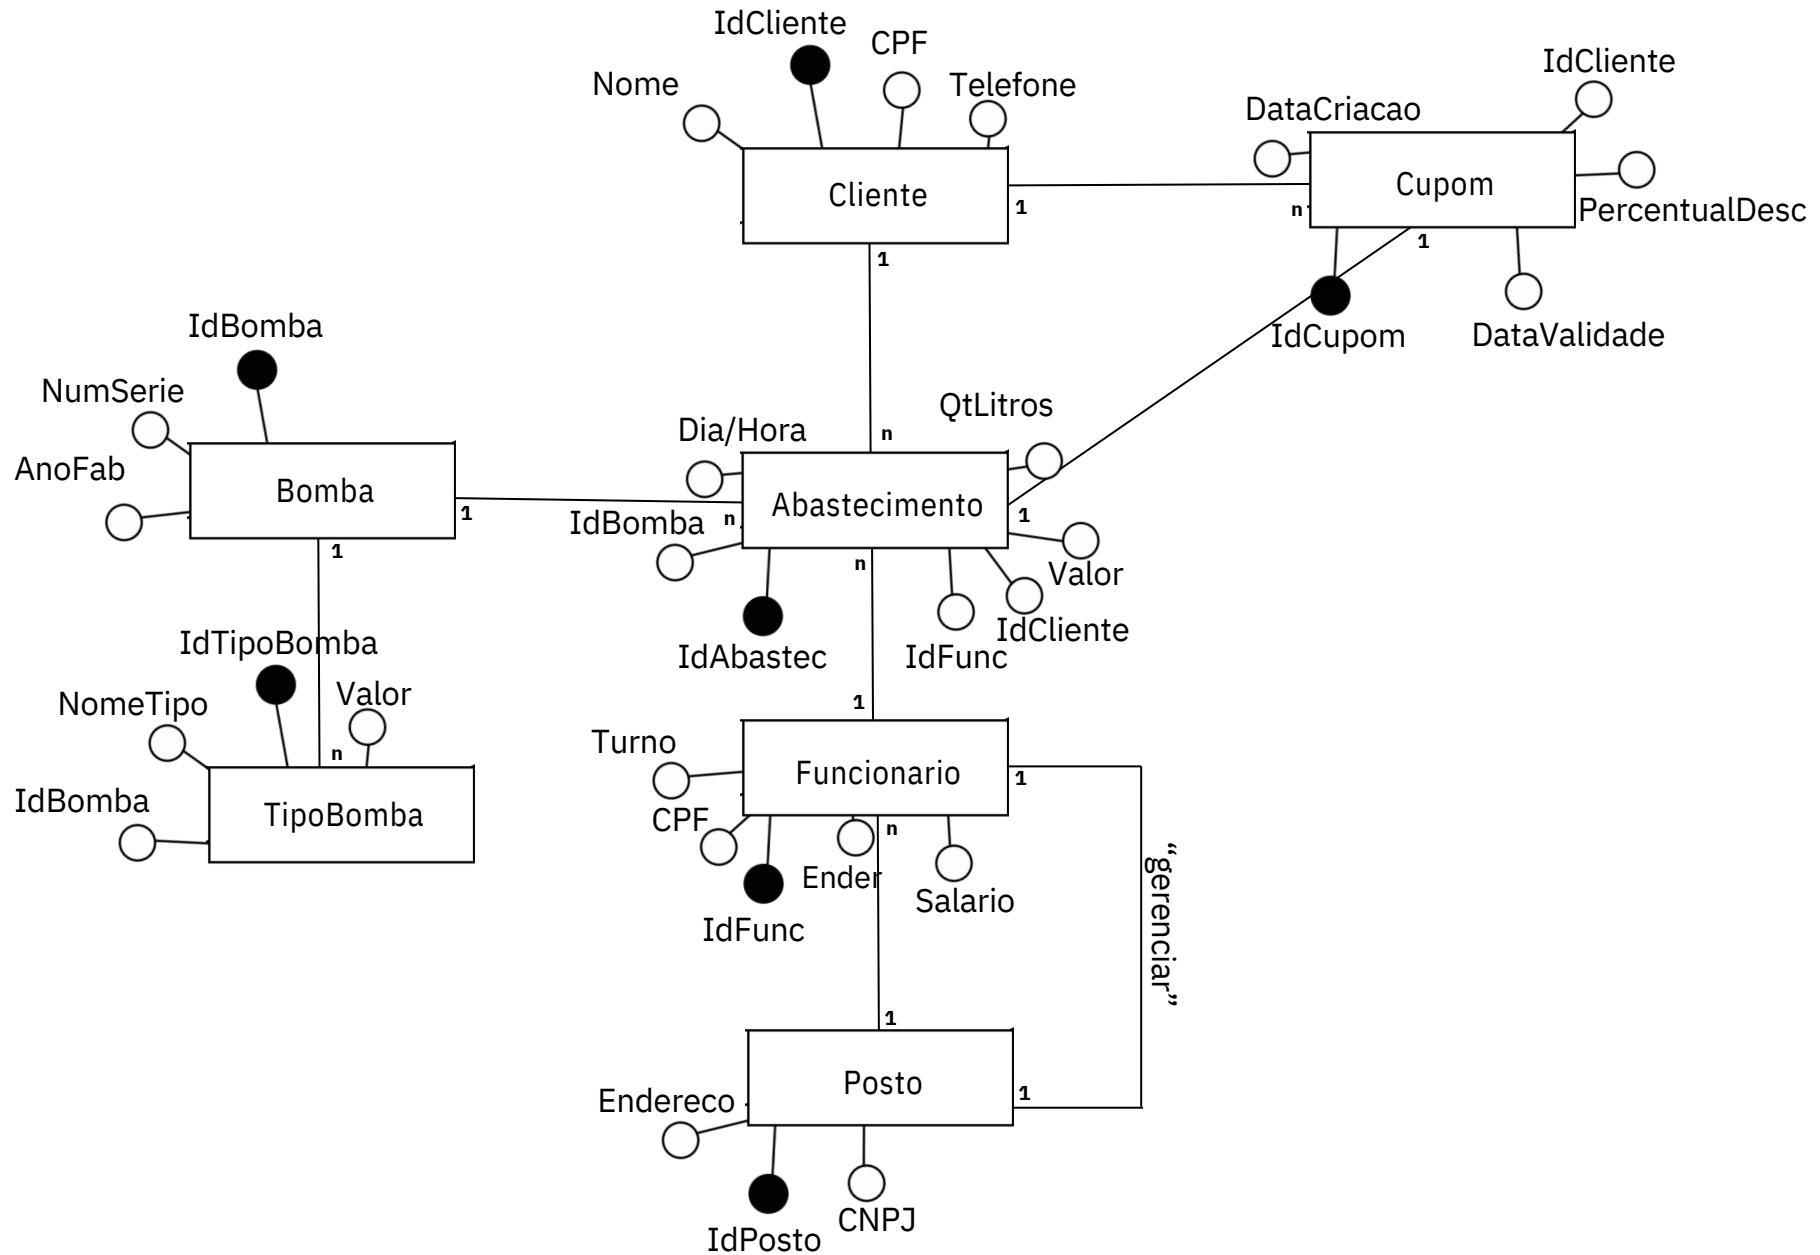 IdCliente
CPF
Nome
Telefone
Cliente
1
1
IdCliente
DataCriacao
Cupom
n
PercentualDesc
1
IdCupom
DataValidade
IdBomba
NumSerie
AnoFab
Bomba
1
1
Dia/Hora
n
QtLitros
Abastecimento
IdBomba
n
1
n
Valor
IdCliente
IdAbastec
IdFunc
IdTipoBomba
NomeTipo
Valor
n
IdBomba
TipoBomba
1
Turno
Funcionario
1
CPF
n
Ender
IdFunc
Salario
“gerenciar”
1
Posto
1
Endereco
IdPosto
CNPJ